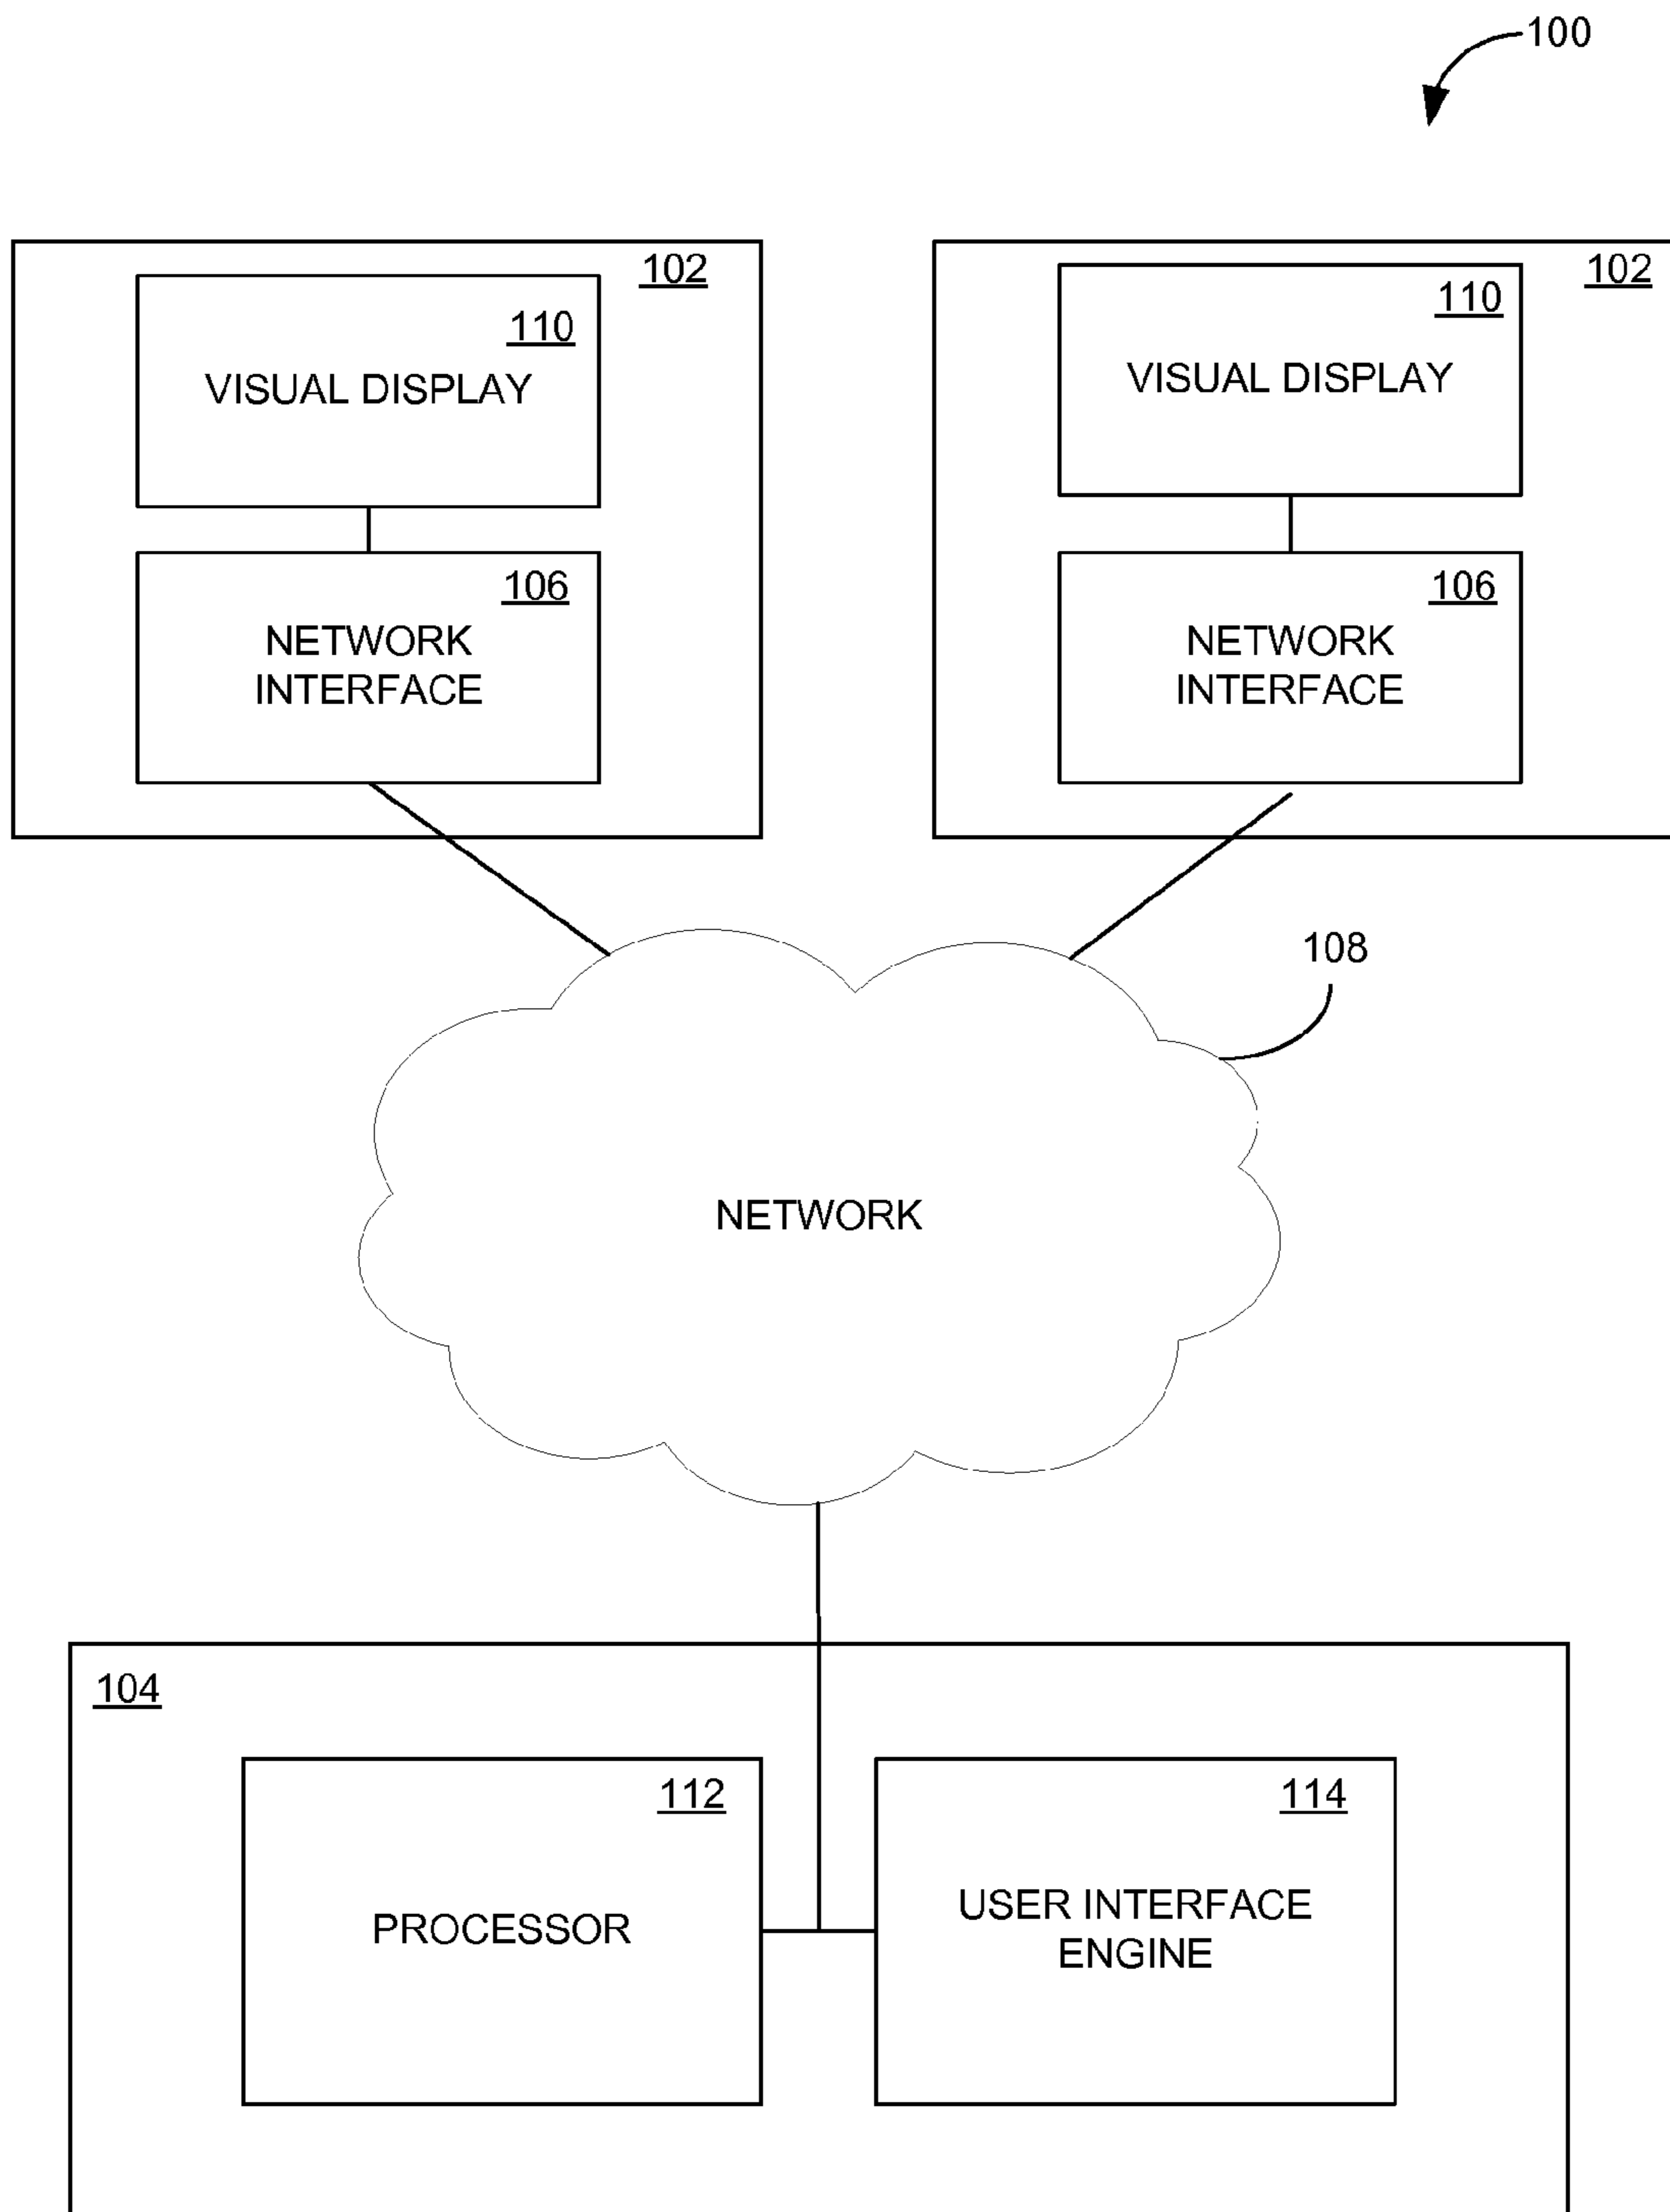 100
102
110
VISUAL DISPLAY
106
NETWORK
INTERFACE
102
110
VISUAL DISPLAY
106
NETWORK
INTERFACE
108
NETWORK
104
112
PROCESSOR
114
USER INTERFACE
ENGINE